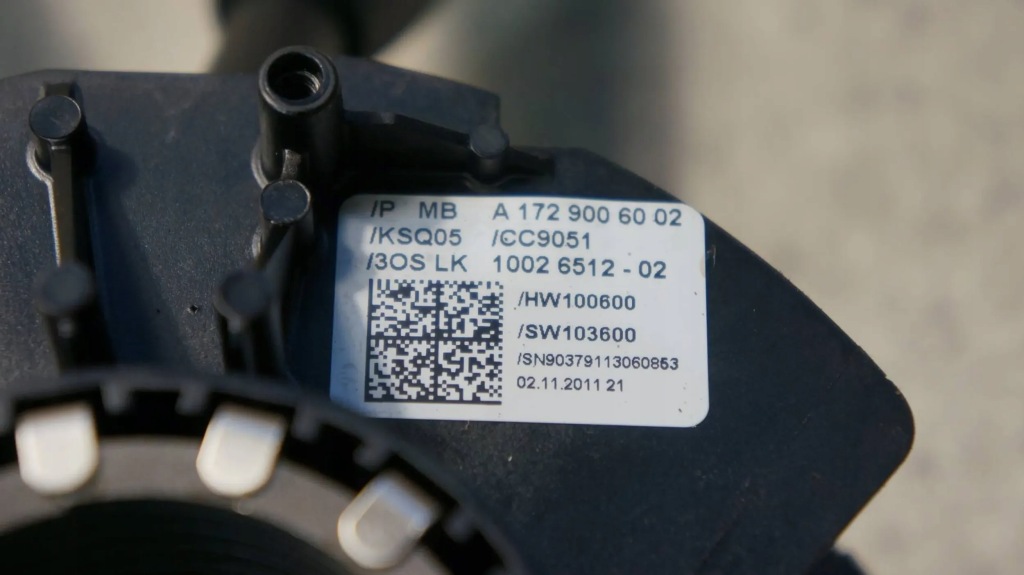 /P MB A 172 900 60 02
/KSQ05 /CC9051
/3OS LK 1002 6512 - 02
/HW100600
/SW103600
/SN90379113060853
02.11.2011 21